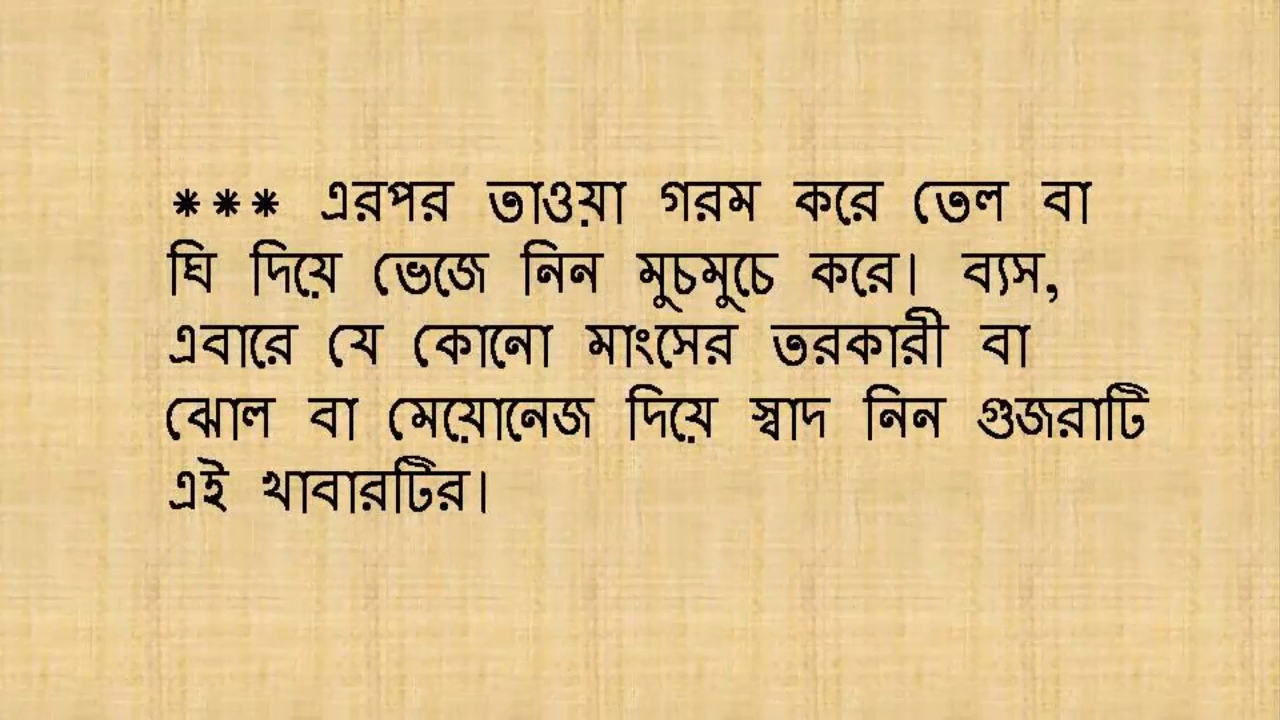 *** এরপর তাওয়া গরম করে তেল বা
ঘি দিয়ে ভেজে নিন মুচমুচে করে। ব্যস,
এবারে যে কোনো মাংসের তরকারী বা
ঝোল বা মেয়োনেজ দিয়ে স্বাদ নিন গুজরাটি
এই খাবারটির।